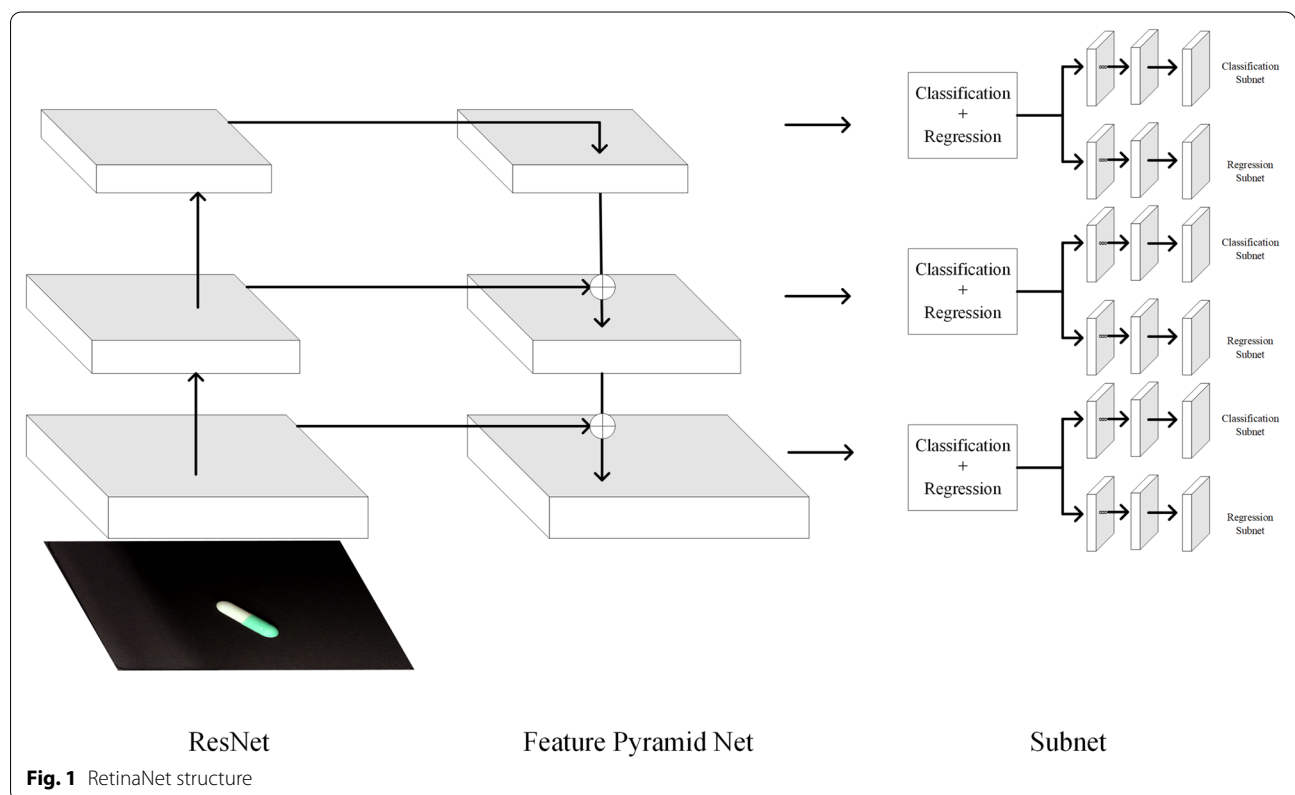 Classification
+
Regression
Classification
Subnet
Regression
Subnet
Classification
+
Regression
Classification
Subnet
Regression
Subnet
Classification
+
Regression
Classification
Subnet
Regression
Subnet
ResNet
Feature Pyramid Net
Subnet
Fig. 1 RetinaNet structure